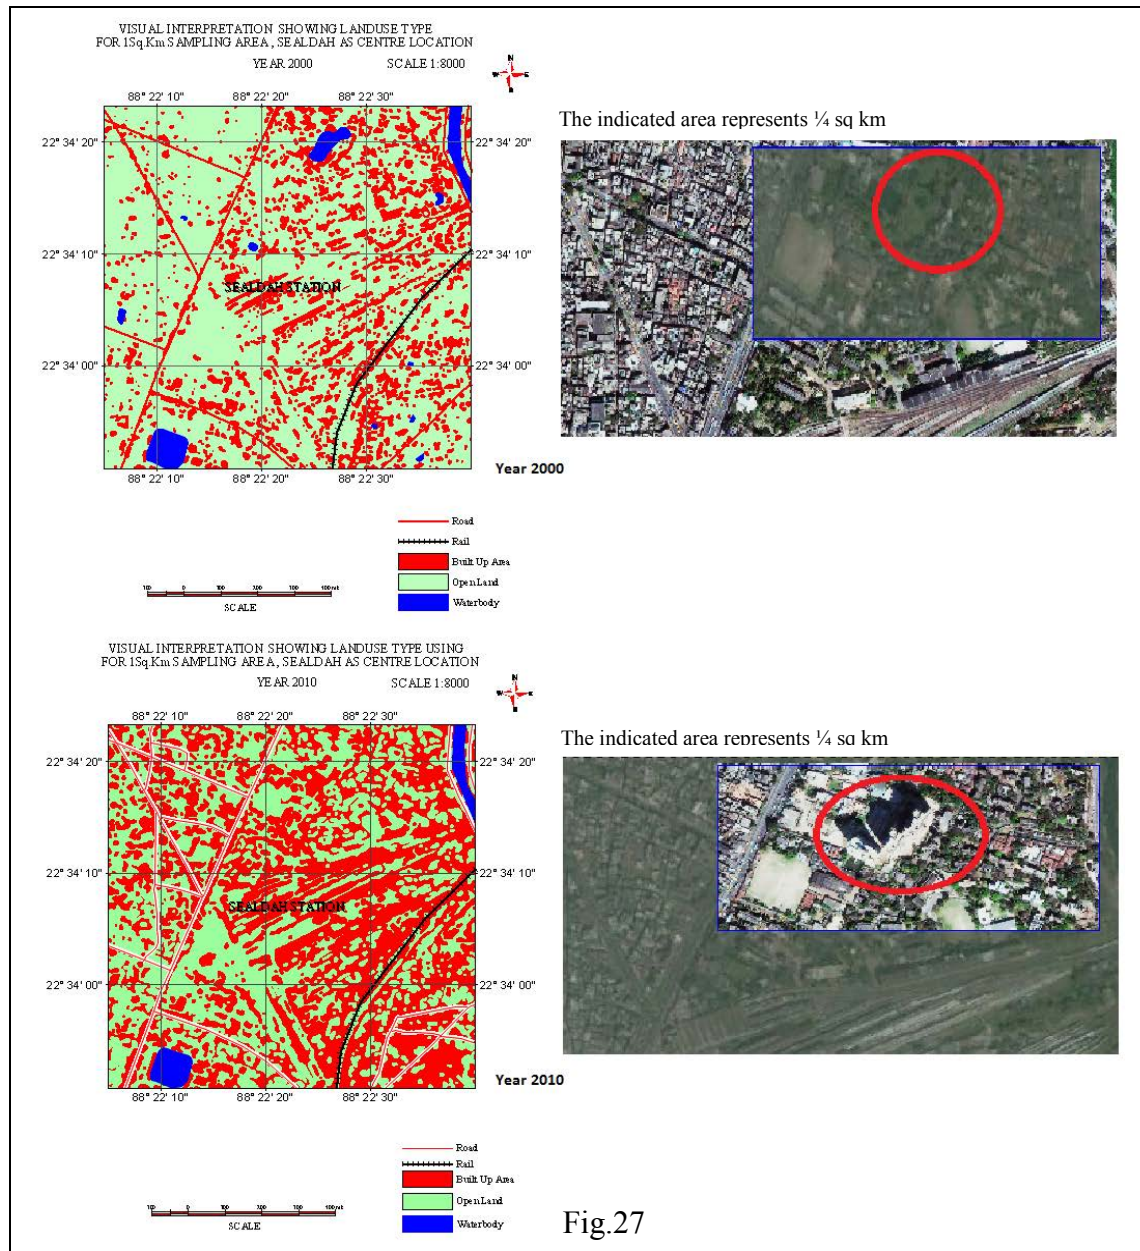 VISUAL INTERPRETATION SHOWING LANDUSE TYPE
FOR 1Sq.Km SAMPLING AREA, SEALDAH AS CENTRE LOCATION
YEAR 2000 SCALE 1:8000
N
W E
S
88° 22' 10" 88° 22' 20" 88° 22' 30"
22° 34' 20" 22° 34' 20"
22° 34' 10" 22° 34' 10"
SEALDAH STATION
22° 34' 00" 22° 34' 00"
88° 22' 10" 88° 22' 20" 88° 22' 30"
Year 2000
The indicated area represents ¼ sq km
Road
Rail
Built Up Area
Open Land
Waterbody
SCALE
VISUAL INTERPRETATION SHOWING LANDUSE TYPE USING
FOR 1Sq.Km SAMPLING AREA, SEALDAH AS CENTRE LOCATION
YEAR 2010 SCALE 1:8000
N
W E
S
88° 22' 10" 88° 22' 20" 88° 22' 30"
22° 34' 20" 22° 34' 20"
22° 34' 10" 22° 34' 10"
SEALDAH STATION
22° 34' 00" 22° 34' 00"
88° 22' 10" 88° 22' 20" 88° 22' 30"
Year 2010
The indicated area represents ¼ sq km
Road
Rail
Built Up Area
Open Land
Waterbody
SCALE
Fig.27